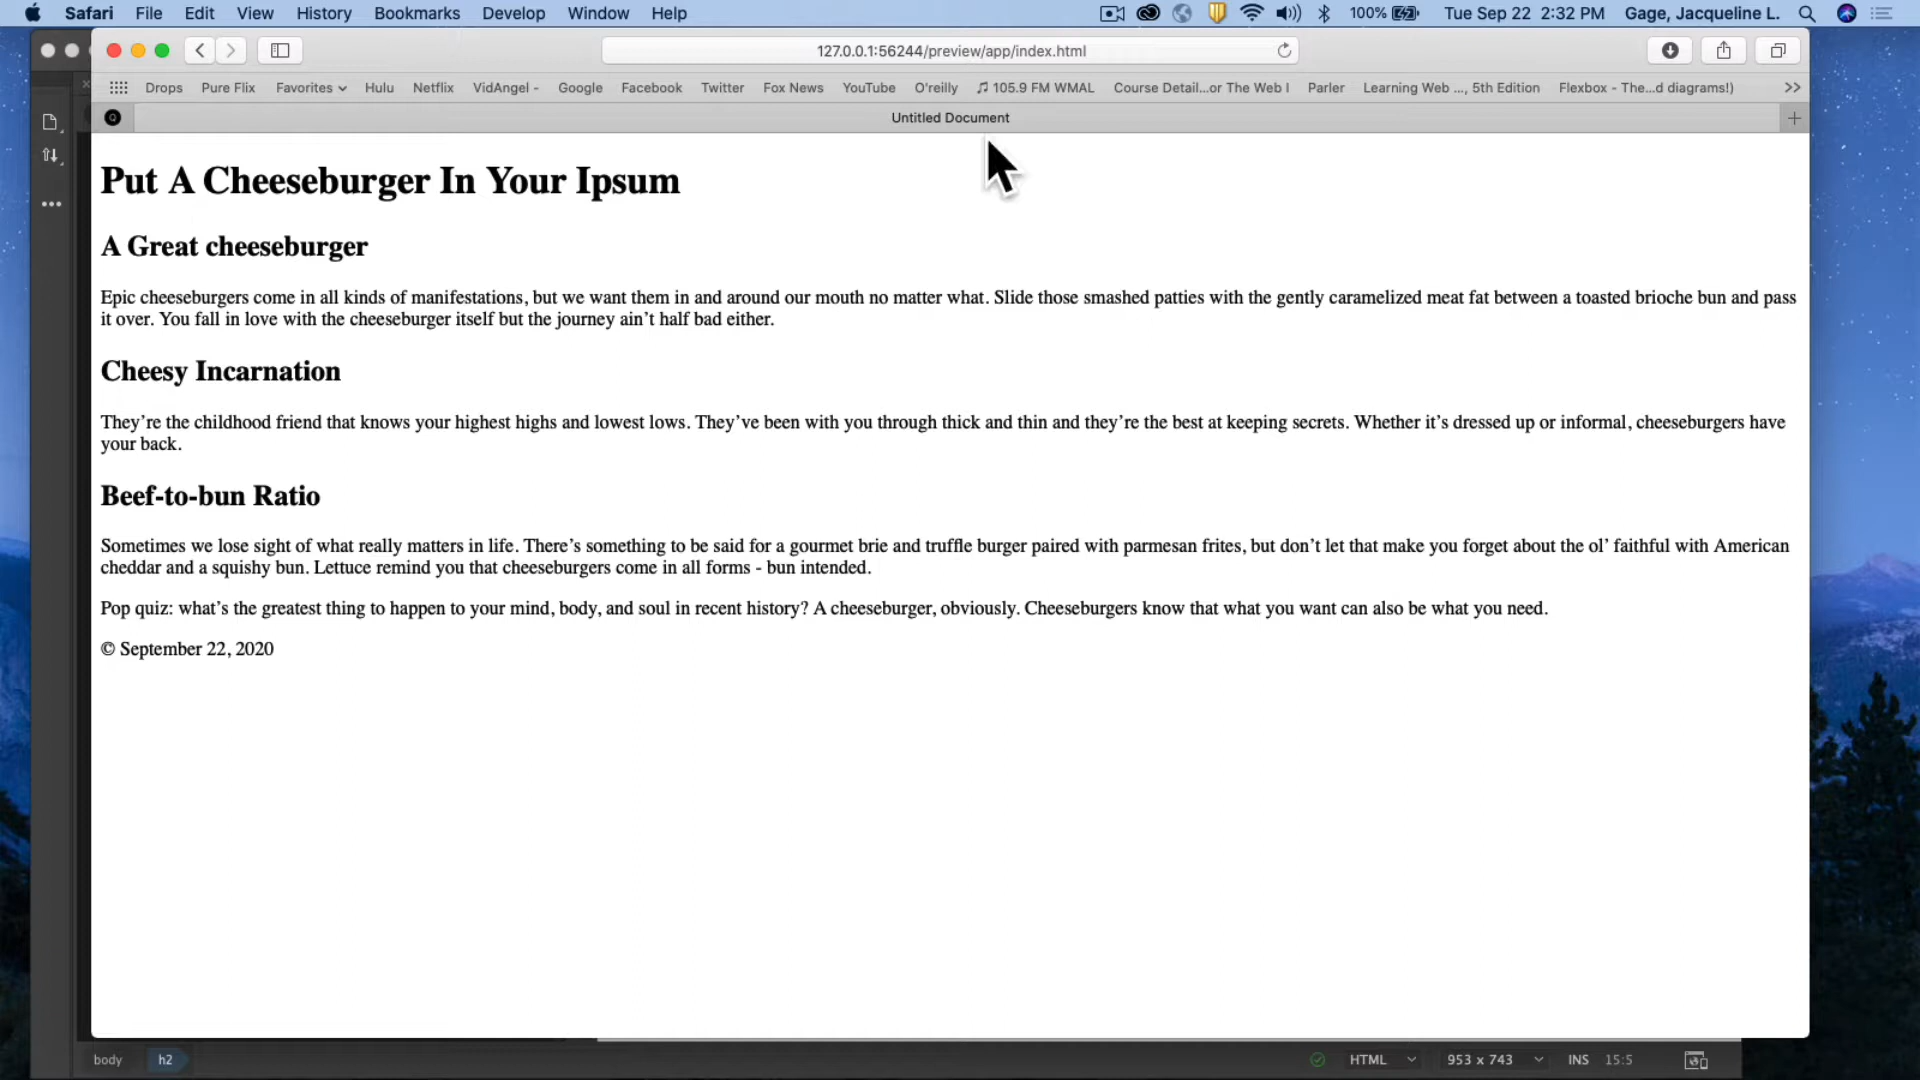 Safari File Edit View History Bookmarks Develop Window Help 100% Tue Sep 22 2:32 PM Gage, Jacqueline L.
127.0.0.1:56244/preview/app/index.html
Drops Pure Flix Favorites Hulu Netflix VidAngel - Google Facebook Twitter Fox News YouTube O'reilly 105.9 FM WMAL Course Detail...or The Web I Parler Learning Web ..., 5th Edition Flexbox - The...d diagrams!) >>
Untitled Document
Put A Cheeseburger In Your Ipsum
A Great cheeseburger
Epic cheeseburgers come in all kinds of manifestations, but we want them in and around our mouth no matter what. Slide those smashed patties with the gently caramelized meat fat between a toasted brioche bun and pass
it over. You fall in love with the cheeseburger itself but the journey ain’t half bad either.
Cheesy Incarnation
They’re the childhood friend that knows your highest highs and lowest lows. They’ve been with you through thick and thin and they’re the best at keeping secrets. Whether it’s dressed up or informal, cheeseburgers have
your back.
Beef-to-bun Ratio
Sometimes we lose sight of what really matters in life. There’s something to be said for a gourmet brie and truffle burger paired with parmesan frites, but don’t let that make you forget about the ol’ faithful with American
cheddar and a squishy bun. Lettuce remind you that cheeseburgers come in all forms - bun intended.
Pop quiz: what’s the greatest thing to happen to your mind, body, and soul in recent history? A cheeseburger, obviously. Cheeseburgers know that what you want can also be what you need.
© September 22, 2020
body h2 HTML 953 x 743 INS 15:5